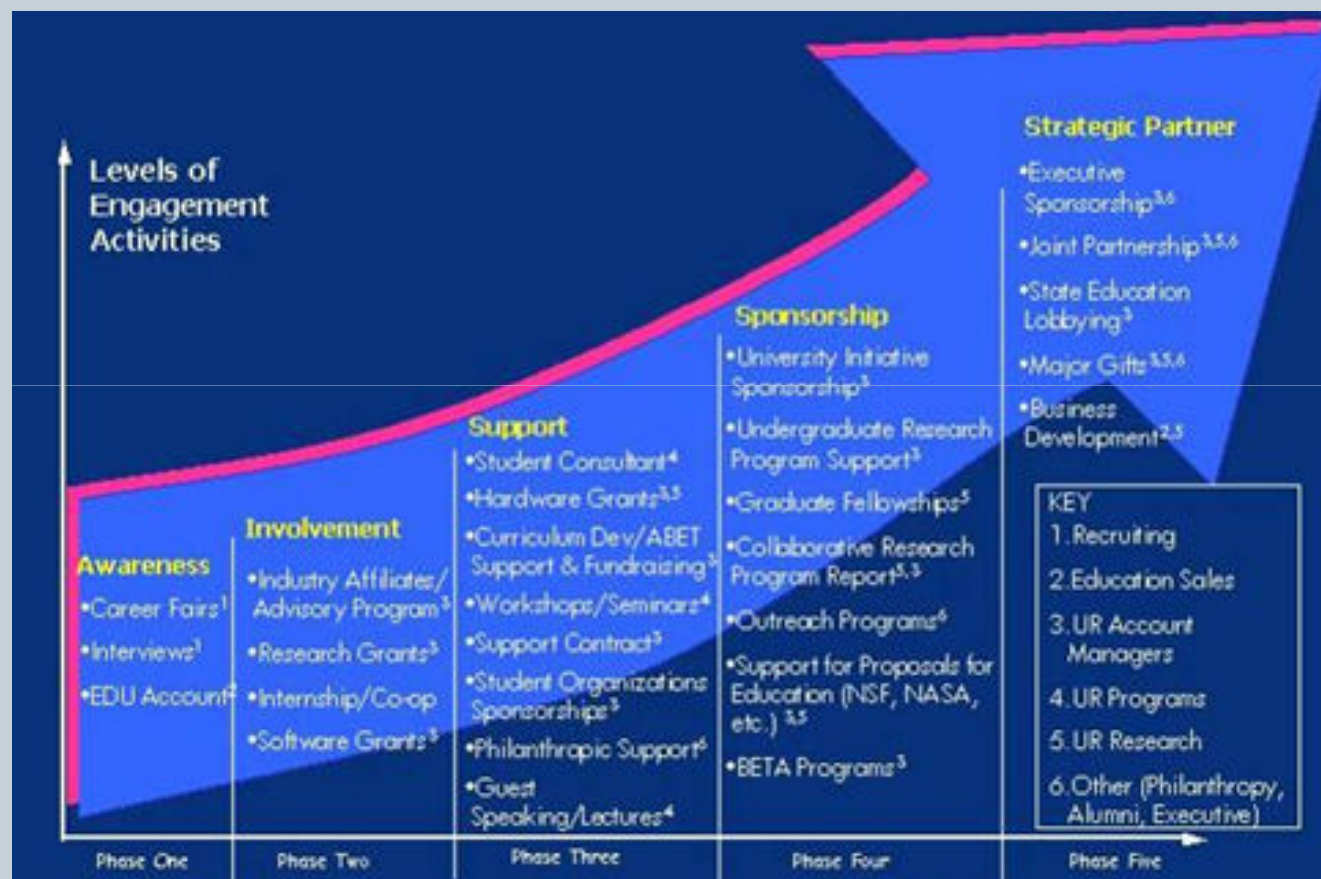 Levels of
Engagement
Activities
Awareness
•Career Fairs¹
•Interviews¹
•EDU Account²
Phase One
Involvement
•Industry Affiliates/
Advisory Program³
•Research Grants³
•Internship/Co-op
•Software Grants³
Phase Two
Support
•Student Consultant⁴
•Hardware Grants³,⁵
•Curriculum Dev/ABET
Support & Fundraising³
•Workshops/Seminars⁴
•Support Contract³
•Student Organizations
Sponsorships³
•Philanthropic Support⁶
•Guest
Speaking/Lectures⁴
Phase Three
Sponsorship
•University Initiative
Sponsorship³
•Undergraduate Research
Program Support³
•Graduate Fellowships⁵
•Collaborative Research
Program Report⁵,³
•Outreach Programs⁶
•Support for Proposals for
Education (NSF, NASA,
etc.) ³,⁵
•BETA Programs³
Phase Four
Strategic Partner
•Executive
Sponsorship³,⁶
•Joint Partnership³,⁵,⁶
•State Education
Lobbying³
•Major Gifts³,⁵,⁶
•Business
Development²,⁵
KEY
1.Recruiting
2.Education Sales
3.UR Account
Managers
4.UR Programs
5.UR Research
6.Other (Philanthropy,
Alumni, Executive)
Phase Five